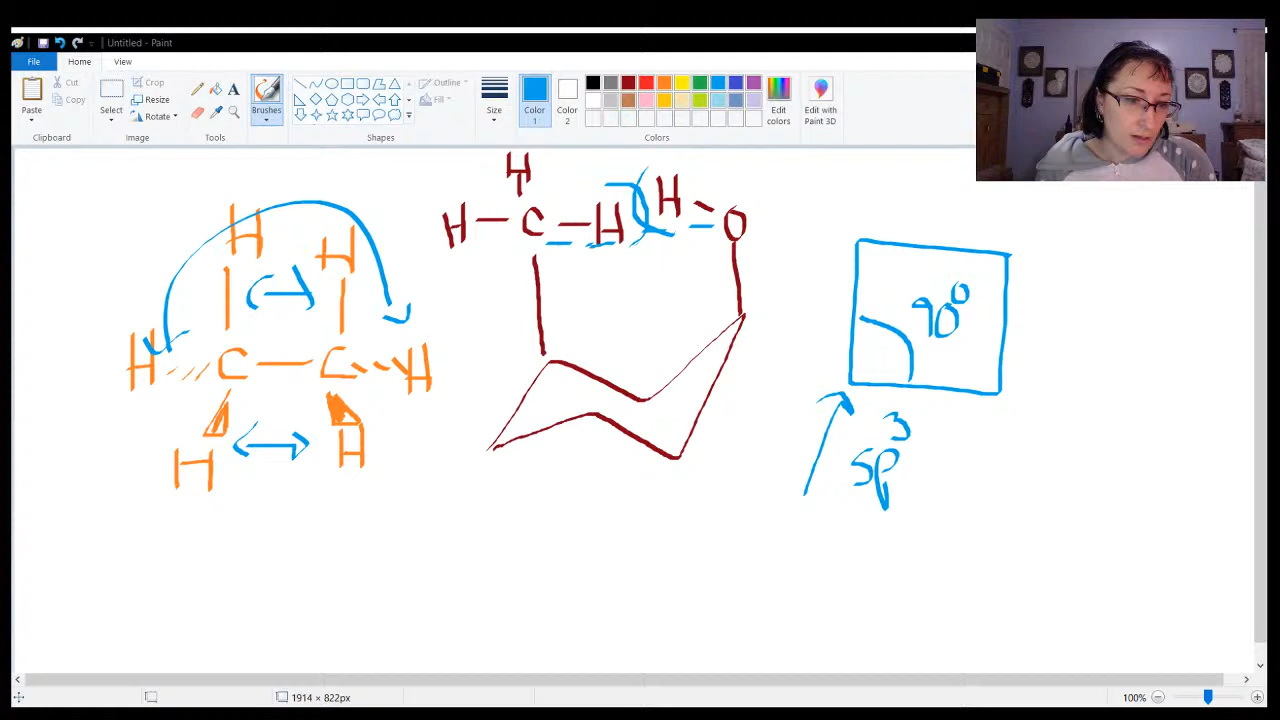 Untitled - Paint
File Home View
Paste Cut Copy
Select Crop Resize Rotate
A
Brushes
Outline Fill
Size
Color 1
Color 2
Edit colors
Edit with Paint 3D
Clipboard Image Tools Shapes Colors
H
H C H H O
H H
90°
H C C H
H H
sp³
1914 × 822px
100%